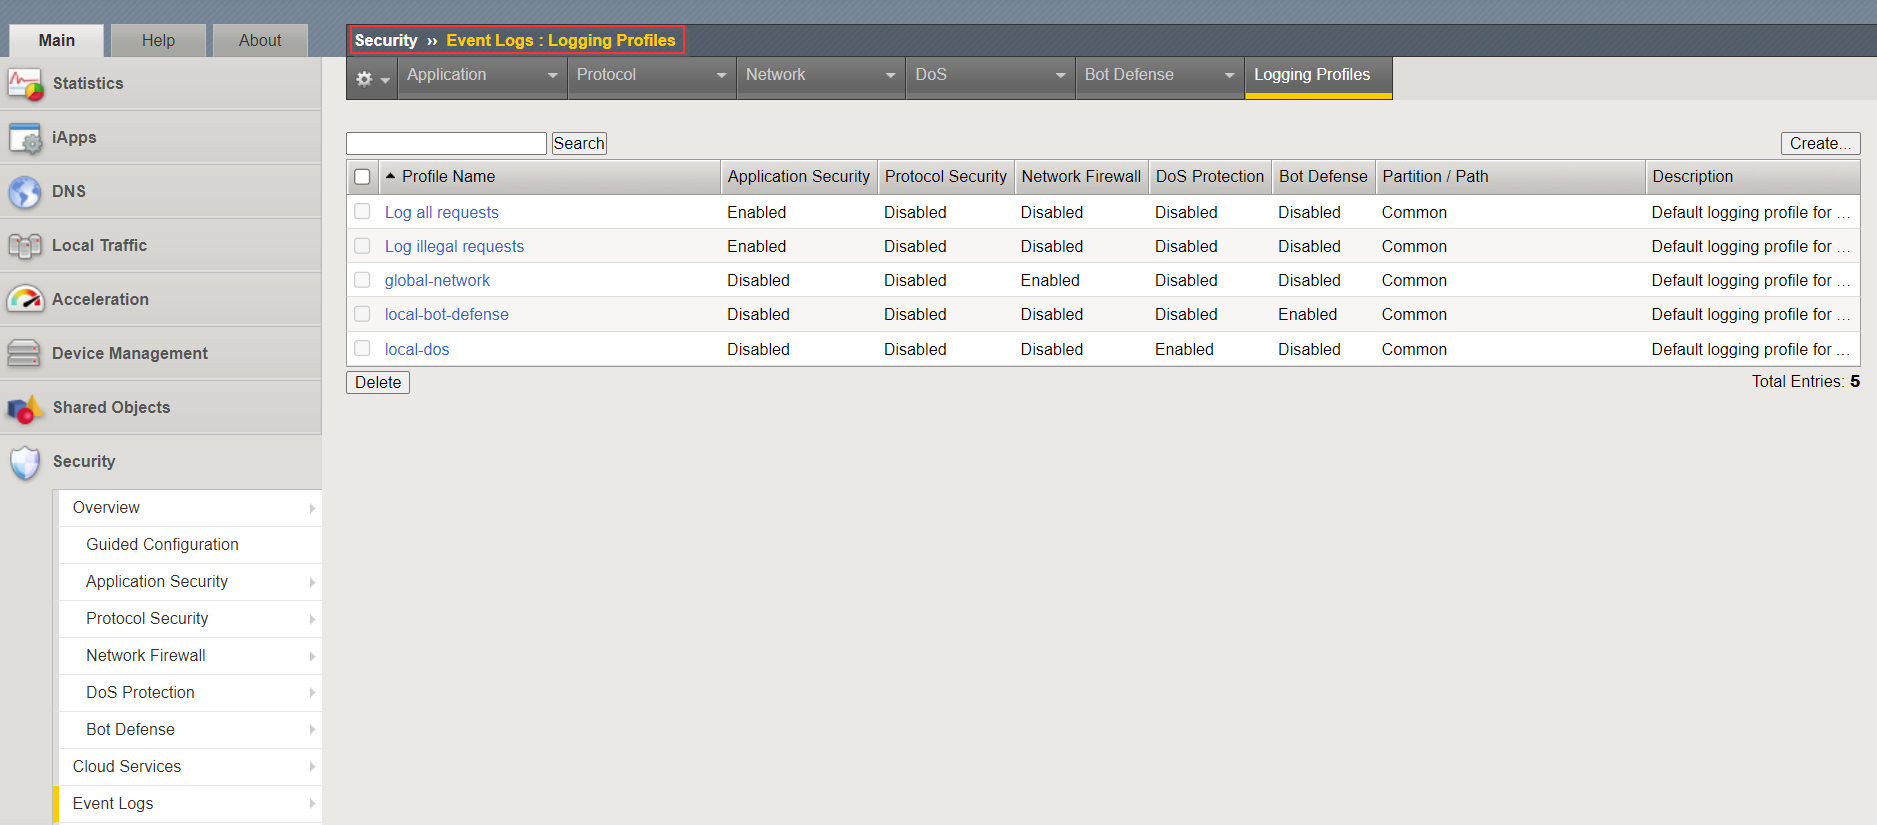 Main
Help
About
Security ›› Event Logs : Logging Profiles
Application
Protocol
Network
DoS
Bot Defense
Logging Profiles
Statistics
iApps
DNS
Local Traffic
Acceleration
Device Management
Shared Objects
Security
Overview
Guided Configuration
Application Security
Protocol Security
Network Firewall
DoS Protection
Bot Defense
Cloud Services
Event Logs
Search
Create...
Profile Name Application Security Protocol Security Network Firewall DoS Protection Bot Defense Partition / Path Description
Log all requests Enabled Disabled Disabled Disabled Disabled Common Default logging profile for ...
Log illegal requests Enabled Disabled Disabled Disabled Disabled Common Default logging profile for ...
global-network Disabled Disabled Enabled Disabled Disabled Common Default logging profile for ...
local-bot-defense Disabled Disabled Disabled Disabled Enabled Common Default logging profile for ...
local-dos Disabled Disabled Disabled Enabled Disabled Common Default logging profile for ...
Delete
Total Entries: 5